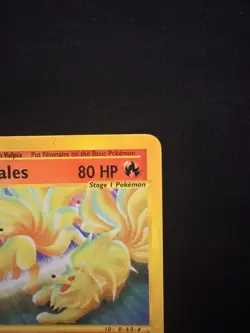 Vulpix Put Ninetales on the Basic Pokémon
ales 80 HP
Stage 1 Pokémon